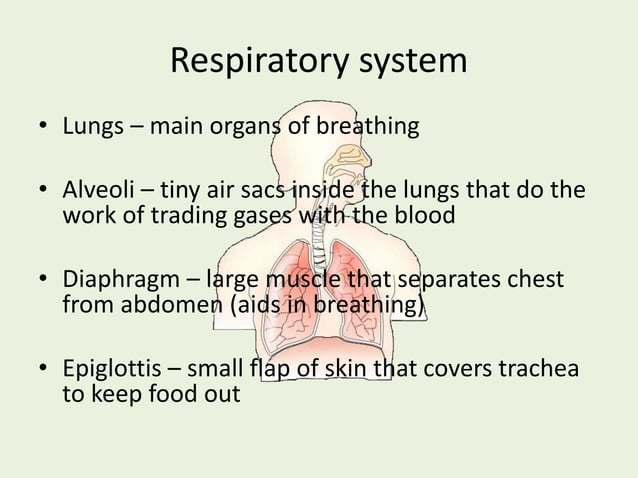 Respiratory system
• Lungs – main organs of breathing
• Alveoli – tiny air sacs inside the lungs that do the
work of trading gases with the blood
• Diaphragm – large muscle that separates chest
from abdomen (aids in breathing)
• Epiglottis – small flap of skin that covers trachea
to keep food out